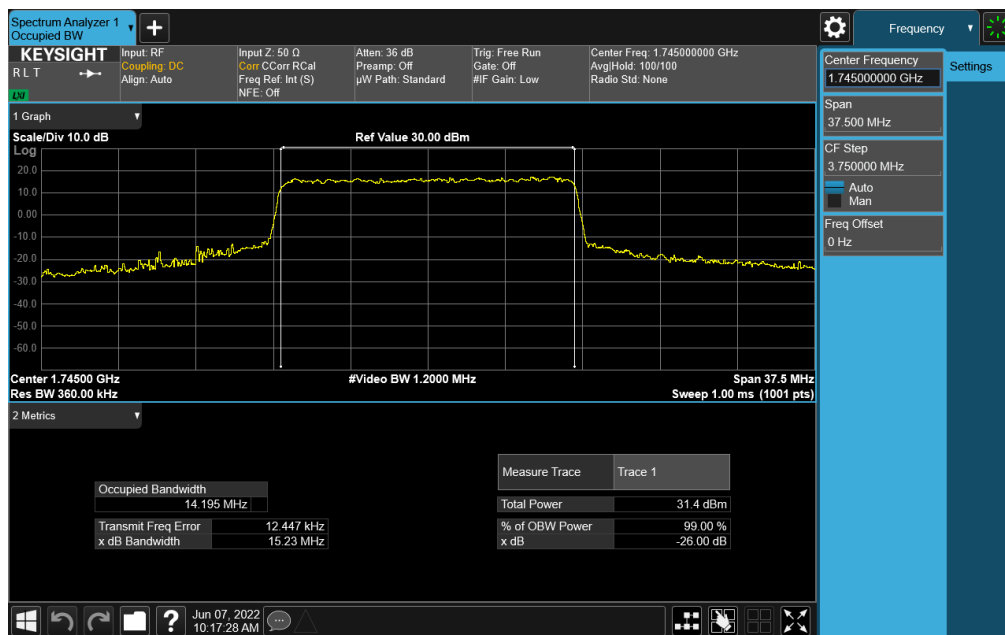 Spectrum Analyzer 1
Occupied BW
Frequency
KEYSIGHT
R L T
LXI
Input: RF
Coupling: DC
Align: Auto
Input Z: 50 Ω
Corr CCorr RCal
Freq Ref: Int (S)
NFE: Off
Atten: 36 dB
Preamp: Off
µW Path: Standard
Trig: Free Run
Gate: Off
#IF Gain: Low
Center Freq: 1.745000000 GHz
Avg|Hold: 100/100
Radio Std: None
Center Frequency
1.745000000 GHz
Settings
Span
37.500 MHz
CF Step
3.750000 MHz
Auto
Man
Freq Offset
0 Hz
1 Graph
Scale/Div 10.0 dB
Ref Value 30.00 dBm
Log
20.0
10.0
0.00
-10.0
-20.0
-30.0
-40.0
-50.0
-60.0
Center 1.74500 GHz
#Video BW 1.2000 MHz
Span 37.5 MHz
Res BW 360.00 kHz
Sweep 1.00 ms (1001 pts)
2 Metrics
Measure Trace Trace 1
Occupied Bandwidth
14.195 MHz
Total Power 31.4 dBm
Transmit Freq Error 12.447 kHz
% of OBW Power 99.00 %
x dB Bandwidth 15.23 MHz
x dB -26.00 dB
?
Jun 07, 2022
10:17:28 AM